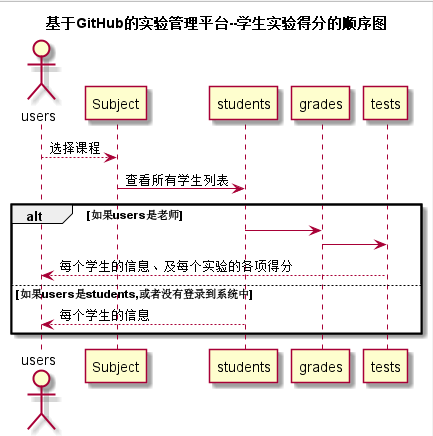 基于GitHub的实验管理平台--学生实验得分的顺序图
users
Subject
students
grades
tests
选择课程
查看所有学生列表
alt
[如果users是老师]
每个学生的信息、及每个实验的各项得分
[如果users是students,或者没有登录到系统中]
每个学生的信息
users
Subject
students
grades
tests